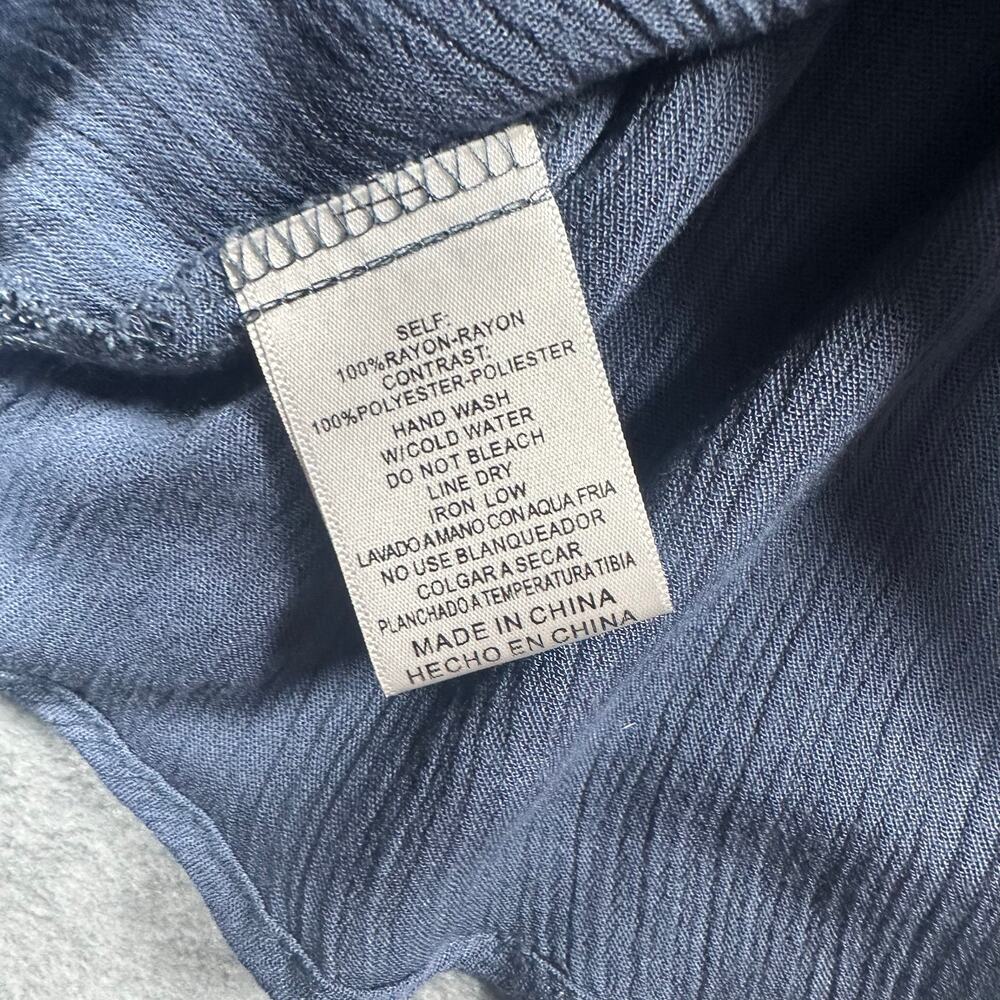 SELF:
100%RAYON-RAYON
CONTRAST:
100%POLYESTER-POLIESTER
HAND WASH
W/COLD WATER
DO NOT BLEACH
LINE DRY
IRON LOW
LAVADO A MANO CON AQUA FRIA
NO USE BLANQUEADOR
COLGAR A SECAR
PLANCHADO A TEMPERATURA TIBIA
MADE IN CHINA
HECHO EN CHINA